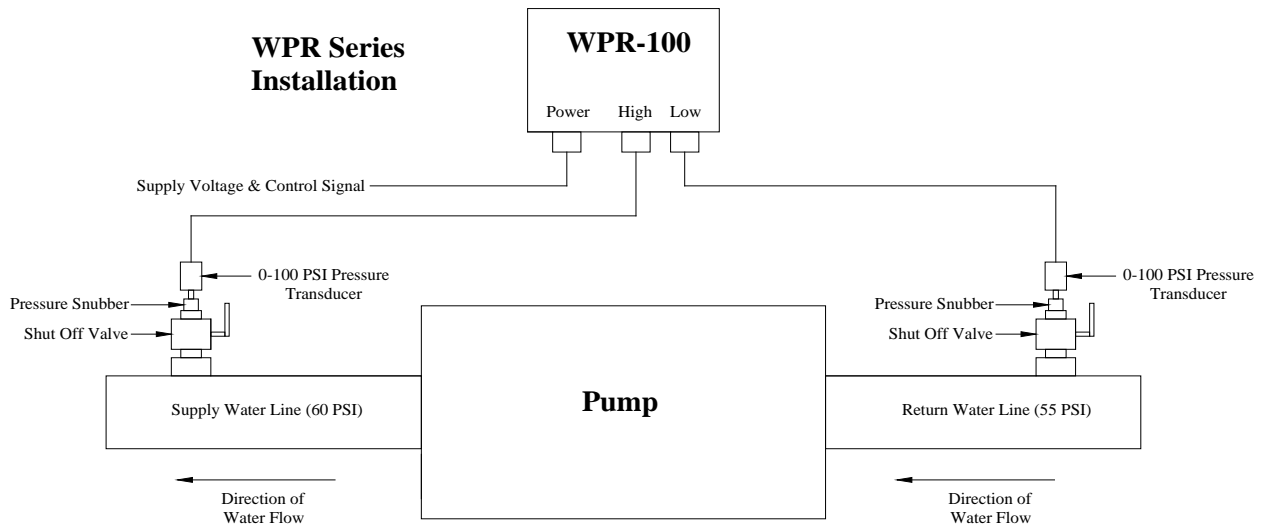 WPR Series
Installation
WPR-100
Power
High
Low
Supply Voltage & Control Signal
0-100 PSI Pressure
Transducer
Pressure Snubber
Shut Off Valve
0-100 PSI Pressure
Transducer
Pressure Snubber
Shut Off Valve
Supply Water Line (60 PSI)
Pump
Return Water Line (55 PSI)
Direction of
Water Flow
Direction of
Water Flow